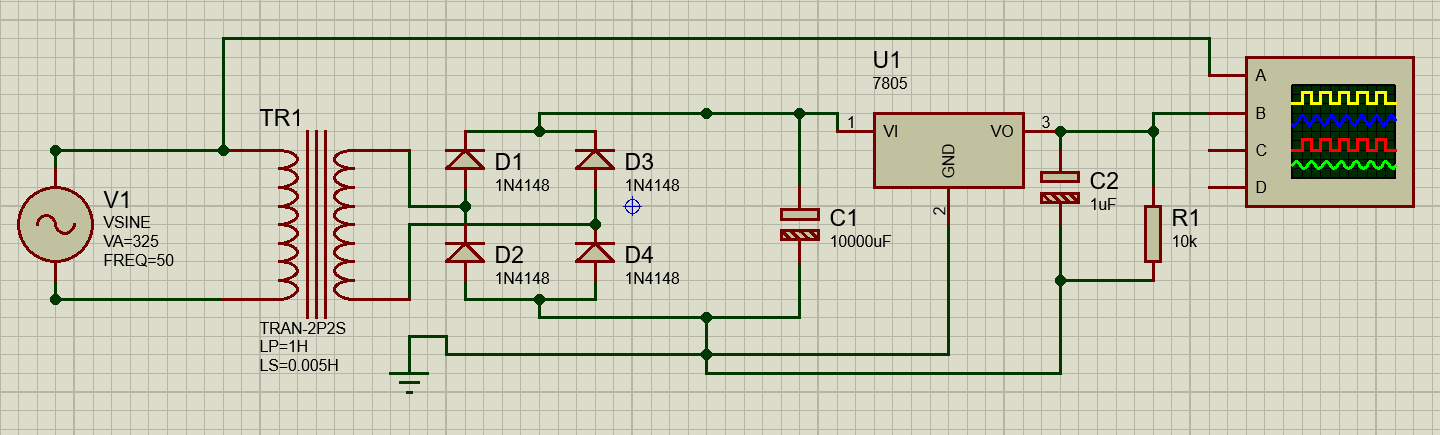 V1
VSINE
VA=325
FREQ=50
TR1
TRAN-2P2S
LP=1H
LS=0.005H
D1
1N4148
D3
1N4148
D2
1N4148
D4
1N4148
C1
10000uF
U1
7805
1
VI
VO
3
GND
2
C2
1uF
R1
10k
A
B
C
D